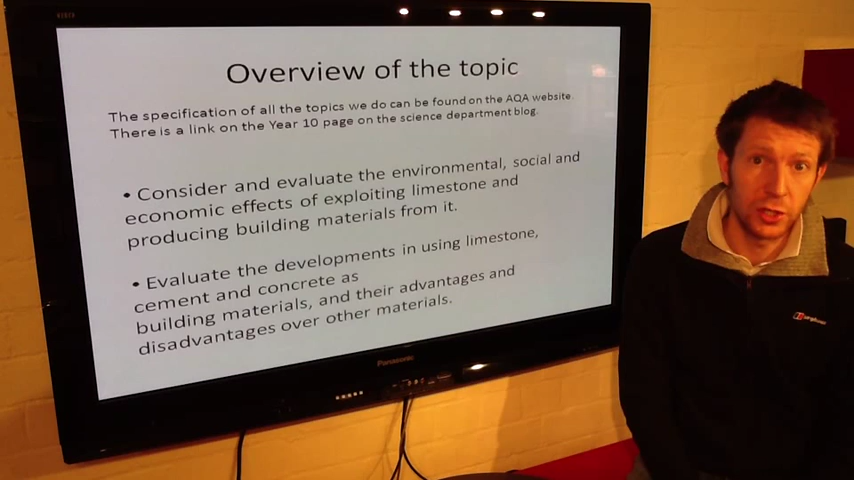 Overview of the topic
The specification of all the topics we do can be found on the AQA website
There is a link on the Year 10 page on the science department blog.
• Consider and evaluate the environmental, social and
economic effects of exploiting limestone and
producing building materials from it.
• Evaluate the developments in using limestone,
cement and concrete as
building materials, and their advantages and
disadvantages over other materials.
Panasonic